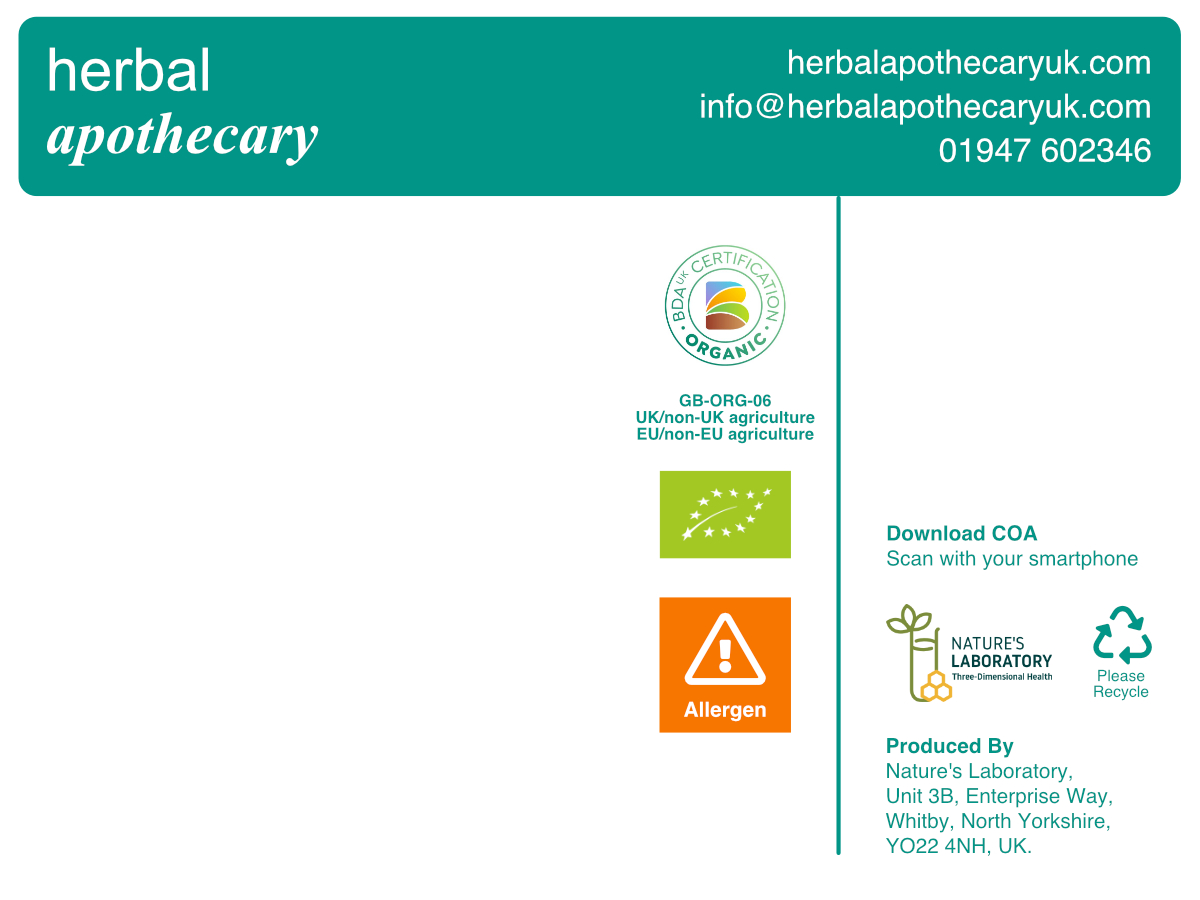 herbal
apothecary
herbalapothecaryuk.com
info@herbalapothecaryuk.com
01947 602346
BDA UK CERTIFICATION
• ORGANIC •
GB-ORG-06
UK/non-UK agriculture
EU/non-EU agriculture
Allergen
Download COA
Scan with your smartphone
NATURE'S
LABORATORY
Three-Dimensional Health
Please
Recycle
Produced By
Nature's Laboratory,
Unit 3B, Enterprise Way,
Whitby, North Yorkshire,
YO22 4NH, UK.